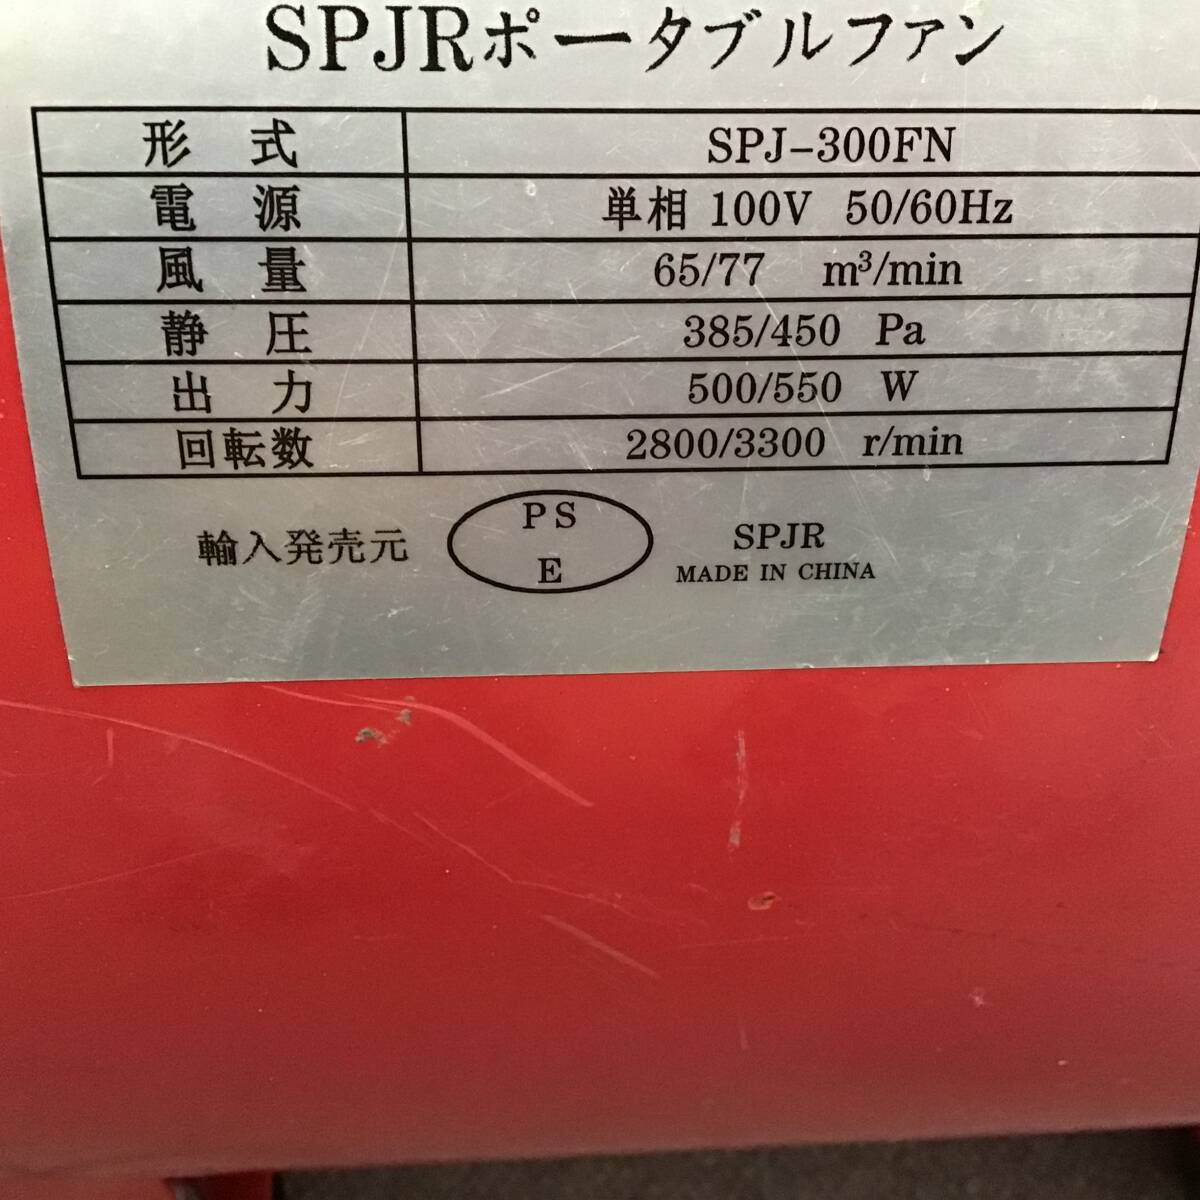 SPJRポータブルファン
形 式 SPJ-300FN
電 源 単相 100V 50/60Hz
風 量 65/77 m³/min
静 圧 385/450 Pa
出 力 500/550 W
回転数 2800/3300 r/min
輸入発売元 PS E SPJR
MADE IN CHINA